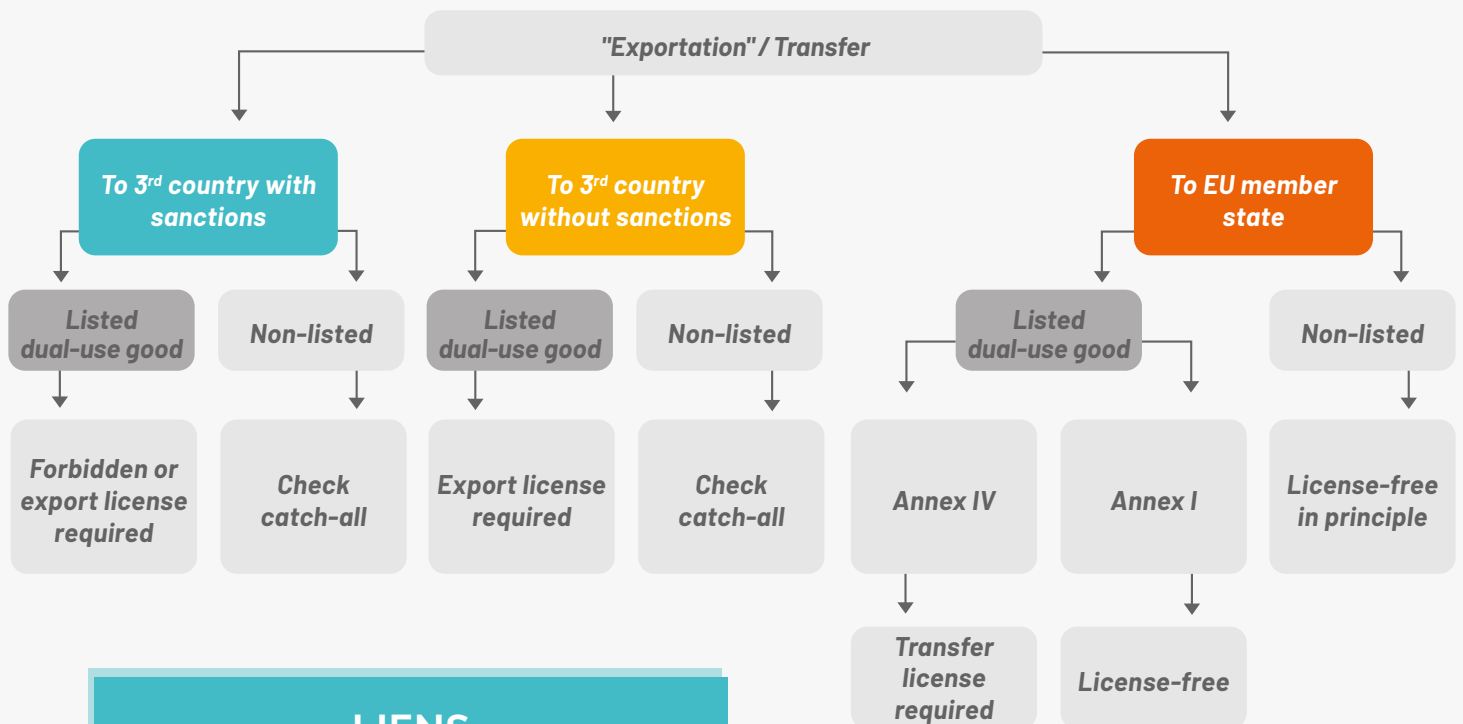 "Exportation" / Transfer
To 3rd country with
sanctions
To 3rd country
without sanctions
To EU member
state
Listed
dual-use good
Non-listed
Listed
dual-use good
Non-listed
Listed
dual-use good
Non-listed
Forbidden or
export license
required
Check
catch-all
Export license
required
Check
catch-all
Annex IV
Annex I
License-free
in principle
Transfer
license
required
License-free
LIENS